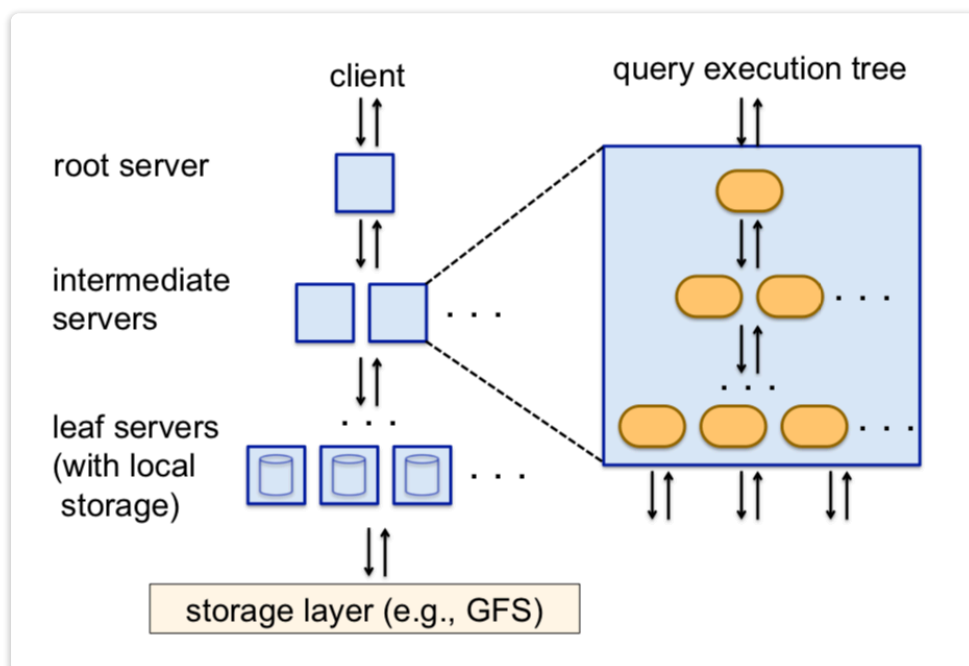 client
query execution tree
root server
intermediate
servers
. . .
. . .
. . .
. . .
leaf servers
(with local
storage)
. . .
. . .
storage layer (e.g., GFS)